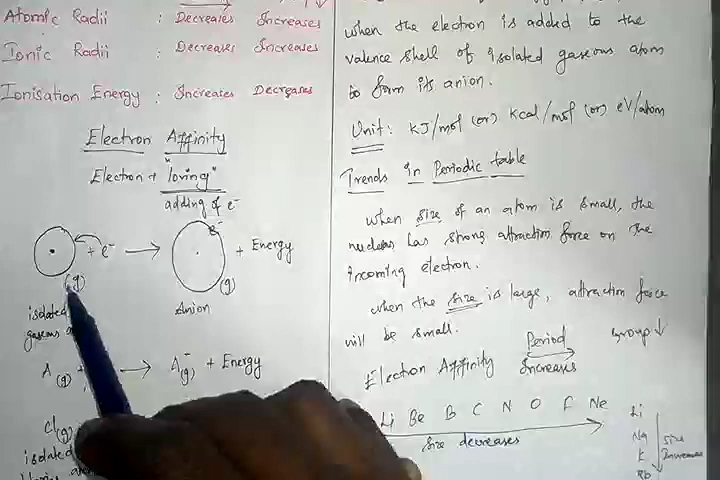 Atomic Radii : Decreases Increases
Ionic Radii : Decreases Increases
Ionisation Energy : Increases Decreases
Electron Affinity
Electron + "loving"
adding of e⁻
+ e⁻ → e⁻ + Energy
(g) (g)
isolated Anion
gaseous
A(g) + → A⁻(g) + Energy
Cl(g)
isolated
when the electron is added to the
valence shell of isolated gaseous atom
to form its anion.
Unit: KJ/mol (or) Kcal/mol (or) eV/atom
Trends in Periodic table
when size of an atom is small, the
nucleus has strong attraction force on the
incoming electron.
when the size is large, attraction force
will be small.
Period Group ↓
Electron Affinity Increases
Li Be B C N O F Ne
size decreases
Li
Na
K
Rb
Size
Increases